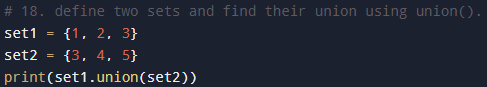 # 18. define two sets and find their union using union().
set1 = {1, 2, 3}
set2 = {3, 4, 5}
print(set1.union(set2))